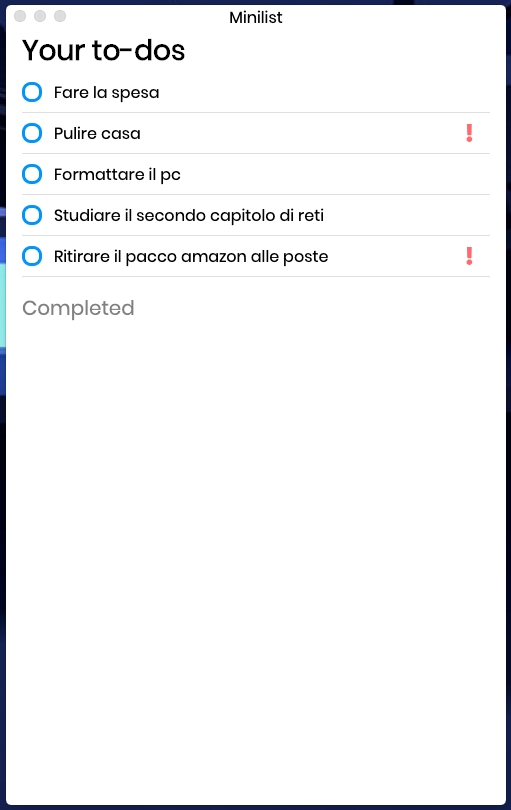 Minilist
Your to-dos
Fare la spesa
Pulire casa !
Formattare il pc
Studiare il secondo capitolo di reti
Ritirare il pacco amazon alle poste !
Completed